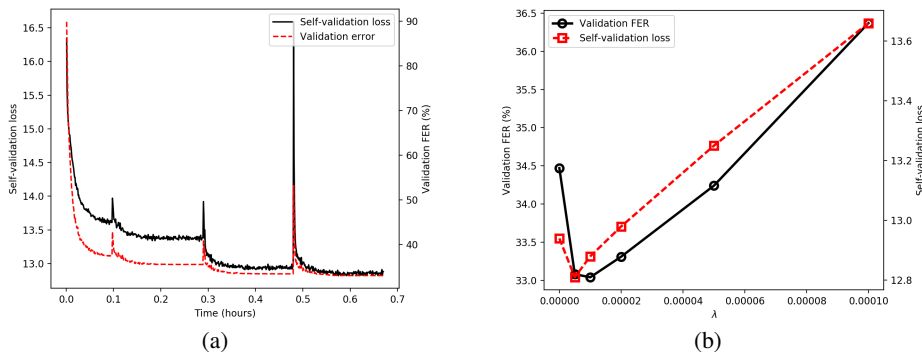 Self-validation loss
Validation error
16.5
16.0
15.5
15.0
14.5
14.0
13.5
13.0
Self-validation loss
90
80
70
60
50
40
Validation FER (%)
0.0 0.1 0.2 0.3 0.4 0.5 0.6 0.7
Time (hours)
(a)
Validation FER
Self-validation loss
36.5
36.0
35.5
35.0
34.5
34.0
33.5
33.0
Validation FER (%)
13.6
13.4
13.2
13.0
12.8
Self-validation loss
0.00000 0.00002 0.00004 0.00006 0.00008 0.00010
λ
(b)